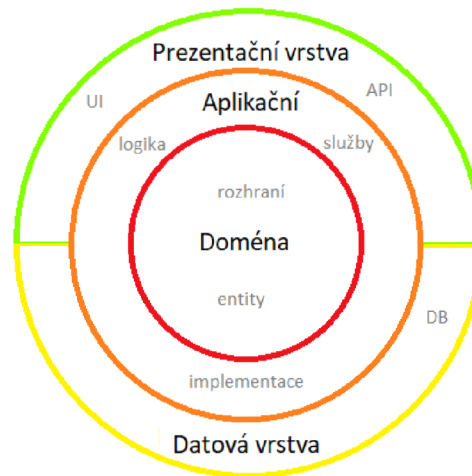 Prezentační vrstva
UI
API
Aplikační
logika
služby
rozhraní
Doména
entity
DB
implementace
Datová vrstva